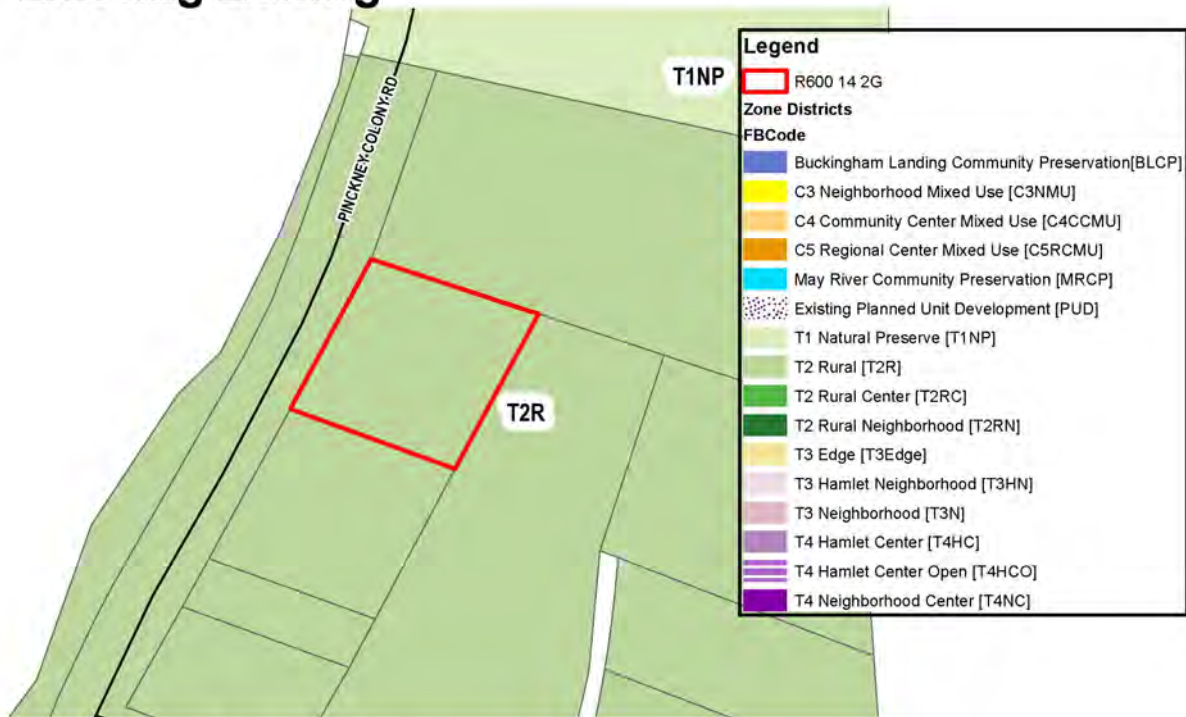 T1NP
PINCKNEY COLONY RD
T2R
Legend
R600 14 2G
Zone Districts
FBCode
Buckingham Landing Community Preservation[BLCP]
C3 Neighborhood Mixed Use [C3NMU]
C4 Community Center Mixed Use [C4CCMU]
C5 Regional Center Mixed Use [C5RCMU]
May River Community Preservation [MRCP]
Existing Planned Unit Development [PUD]
T1 Natural Preserve [T1NP]
T2 Rural [T2R]
T2 Rural Center [T2RC]
T2 Rural Neighborhood [T2RN]
T3 Edge [T3Edge]
T3 Hamlet Neighborhood [T3HN]
T3 Neighborhood [T3N]
T4 Hamlet Center [T4HC]
T4 Hamlet Center Open [T4HCO]
T4 Neighborhood Center [T4NC]